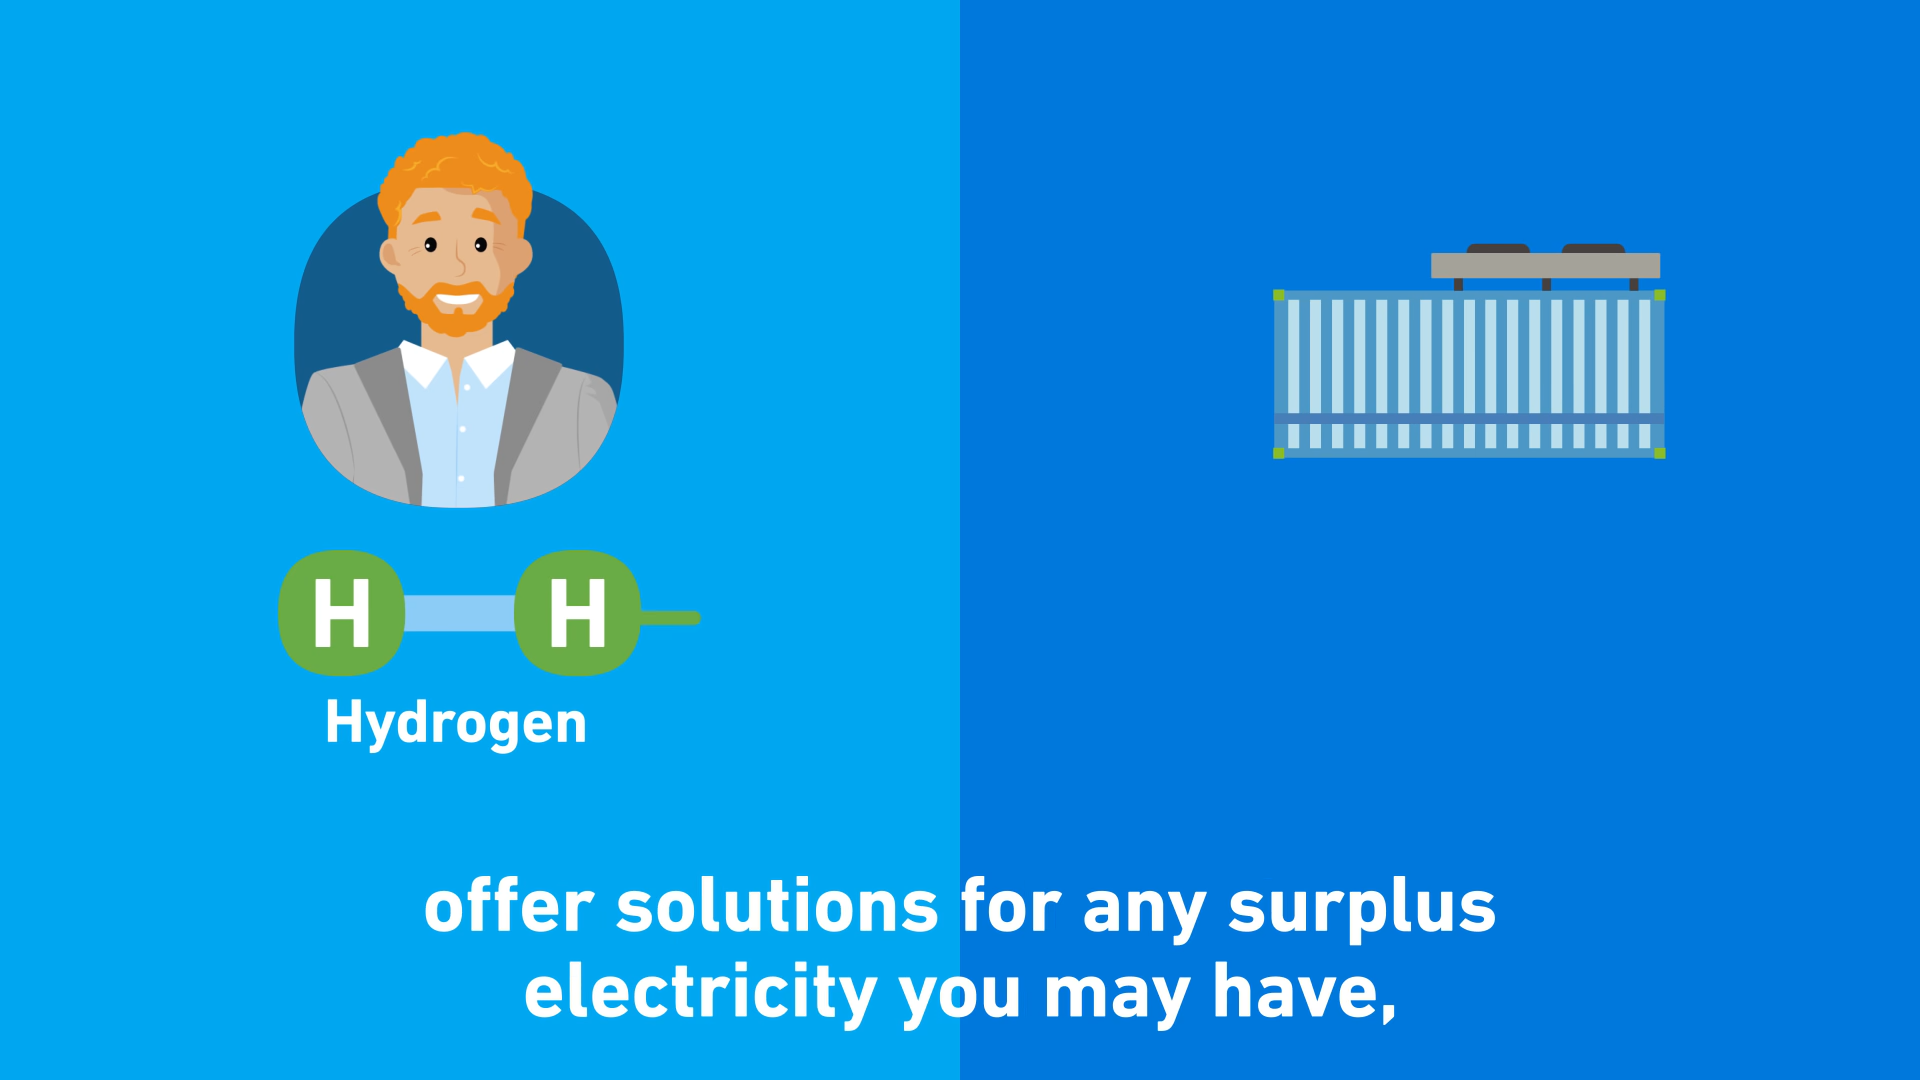 H H
Hydrogen
offer solutions for any surplus
electricity you may have,